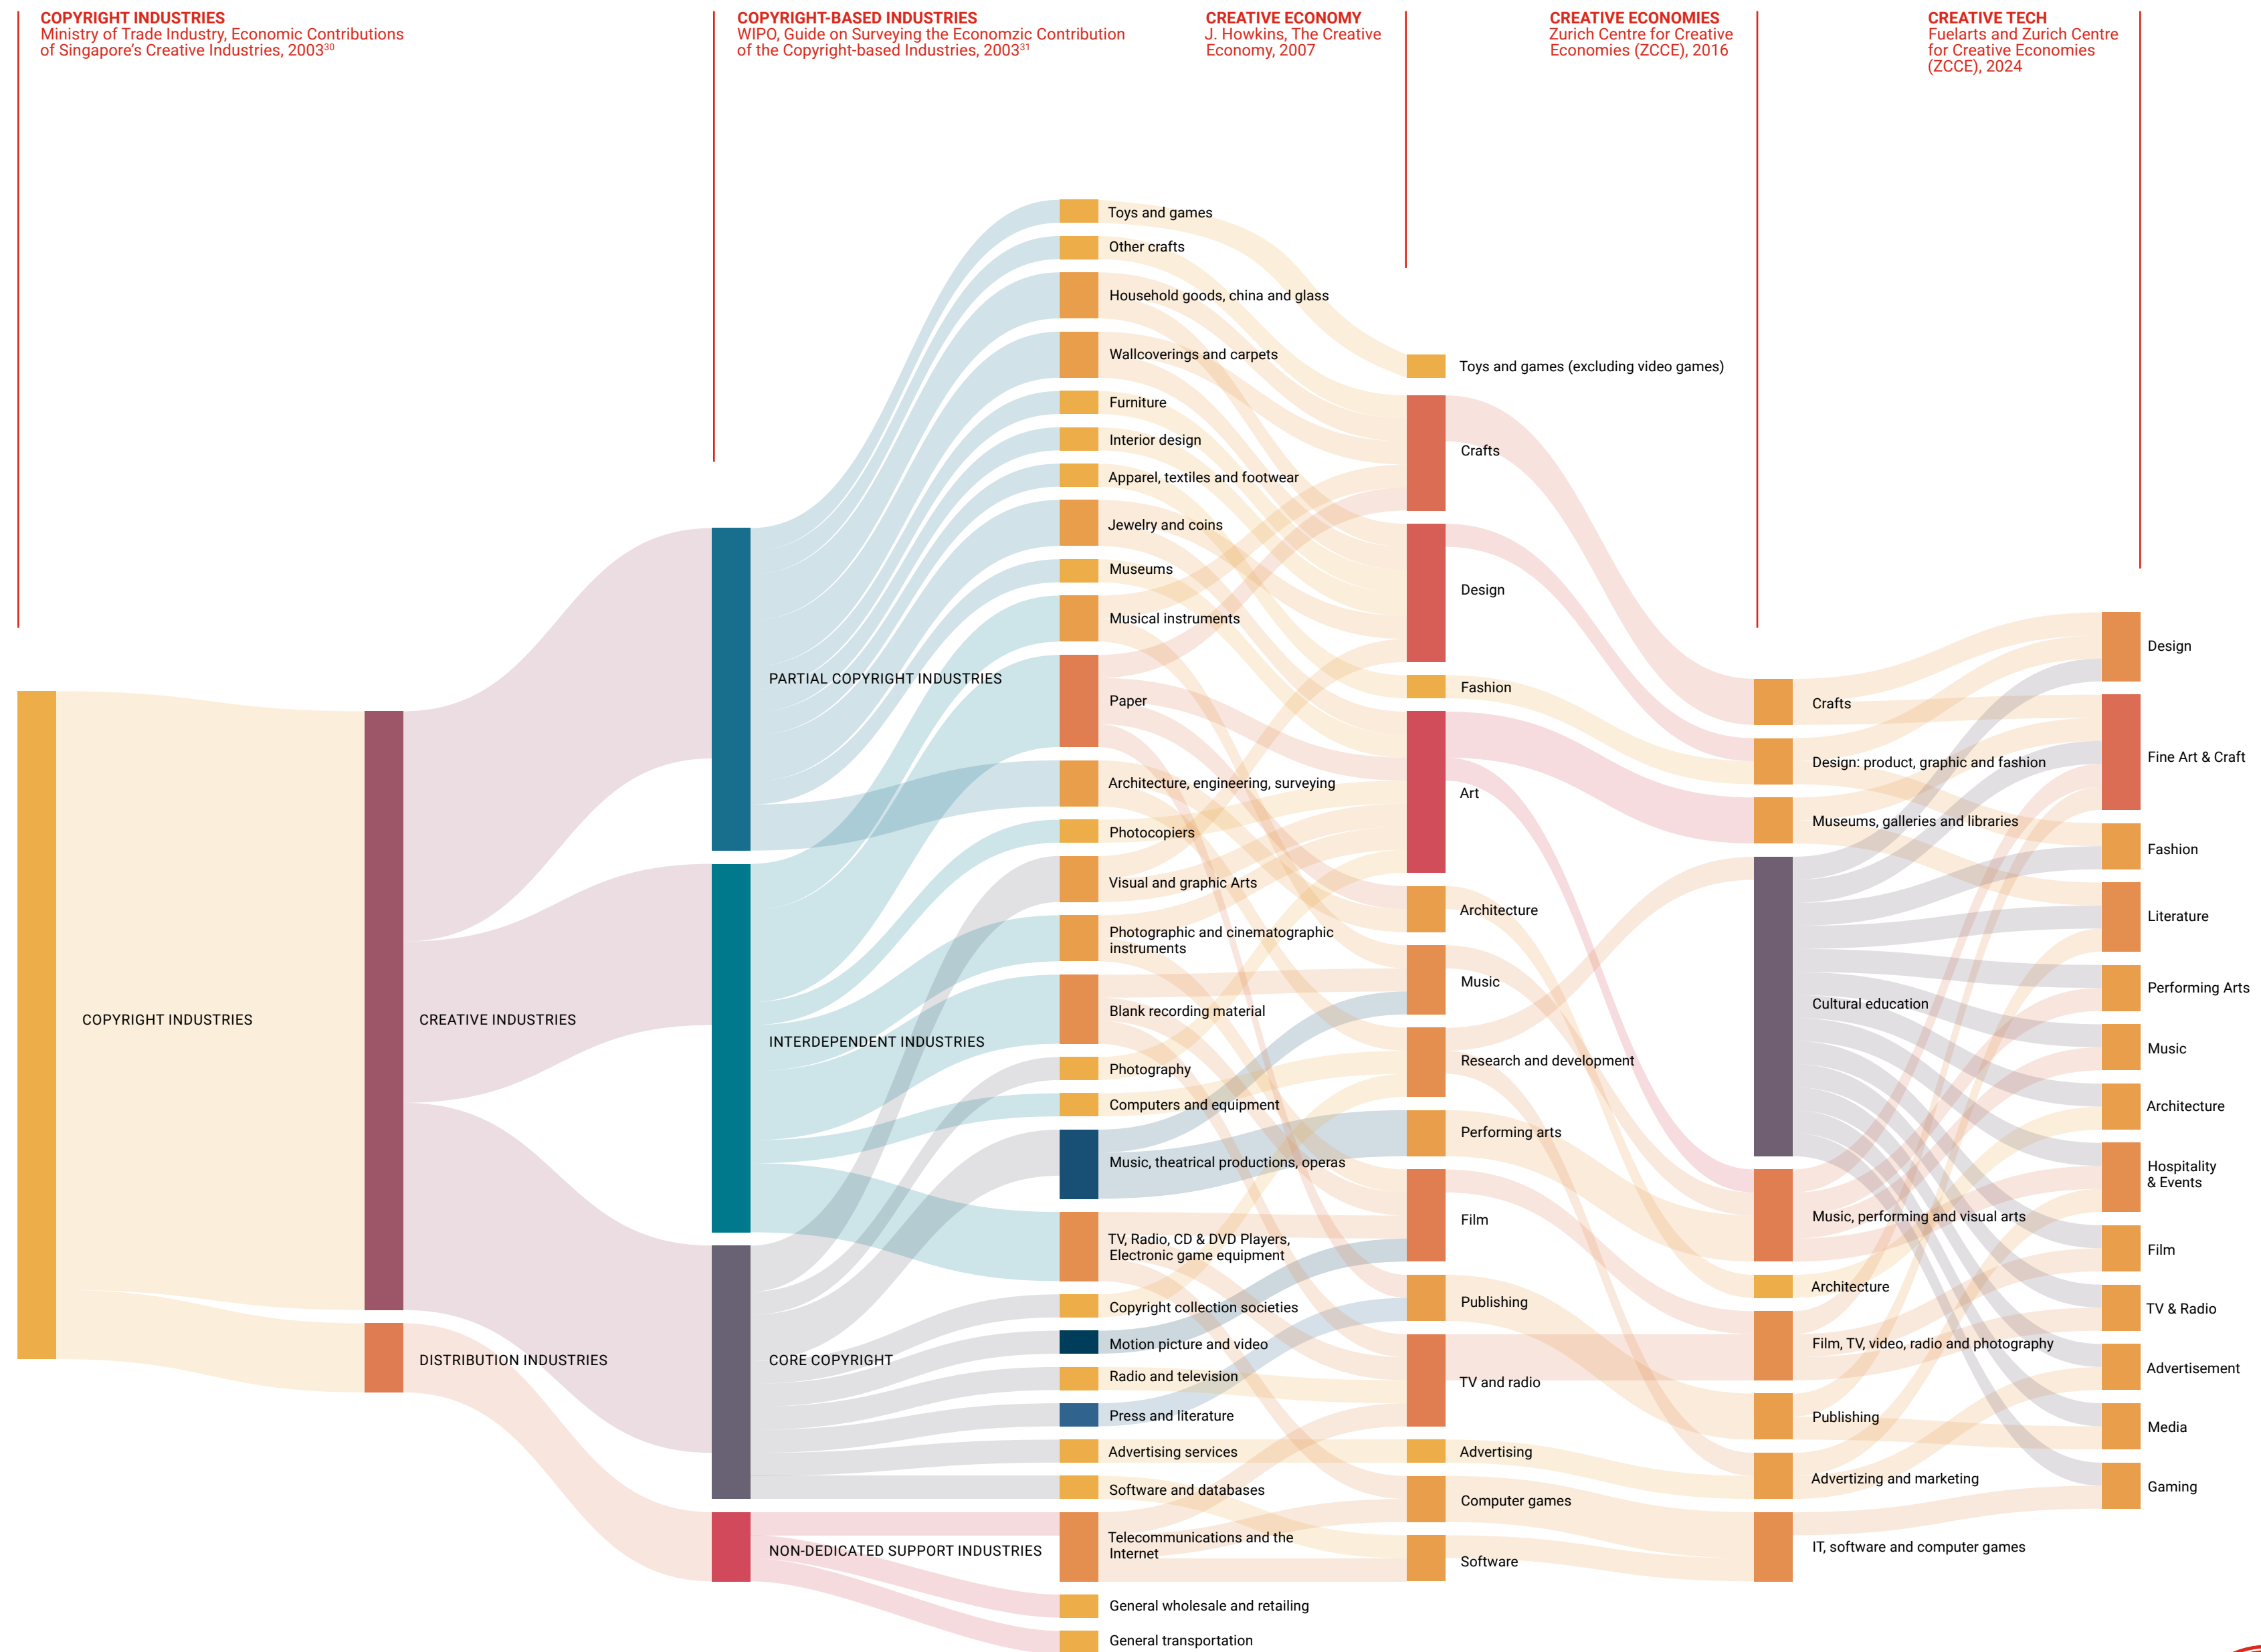 COPYRIGHT INDUSTRIES
Ministry of Trade Industry, Economic Contributions
of Singapore's Creative Industries, 2003³⁰
COPYRIGHT-BASED INDUSTRIES
WIPO, Guide on Surveying the Economzic Contribution
of the Copyright-based Industries, 2003³¹
CREATIVE ECONOMY
J. Howkins, The Creative
Economy, 2007
CREATIVE ECONOMIES
Zurich Centre for Creative
Economies (ZCCE), 2016
CREATIVE TECH
Fuelarts and Zurich Centre
for Creative Economies
(ZCCE), 2024
COPYRIGHT INDUSTRIES
CREATIVE INDUSTRIES
DISTRIBUTION INDUSTRIES
PARTIAL COPYRIGHT INDUSTRIES
INTERDEPENDENT INDUSTRIES
CORE COPYRIGHT
NON-DEDICATED SUPPORT INDUSTRIES
Toys and games
Other crafts
Household goods, china and glass
Wallcoverings and carpets
Furniture
Interior design
Apparel, textiles and footwear
Jewelry and coins
Museums
Musical instruments
Paper
Architecture, engineering, surveying
Photocopiers
Visual and graphic Arts
Photographic and cinematographic
instruments
Blank recording material
Photography
Computers and equipment
Music, theatrical productions, operas
TV, Radio, CD & DVD Players,
Electronic game equipment
Copyright collection societies
Motion picture and video
Radio and television
Press and literature
Advertising services
Software and databases
Telecommunications and the
Internet
General wholesale and retailing
General transportation
Toys and games (excluding video games)
Crafts
Design
Fashion
Art
Architecture
Music
Research and development
Performing arts
Film
Publishing
TV and radio
Advertising
Computer games
Software
Crafts
Design: product, graphic and fashion
Museums, galleries and libraries
Cultural education
Music, performing and visual arts
Architecture
Film, TV, video, radio and photography
Publishing
Advertizing and marketing
IT, software and computer games
Design
Fine Art & Craft
Fashion
Literature
Performing Arts
Music
Architecture
Hospitality
& Events
Film
TV & Radio
Advertisement
Media
Gaming